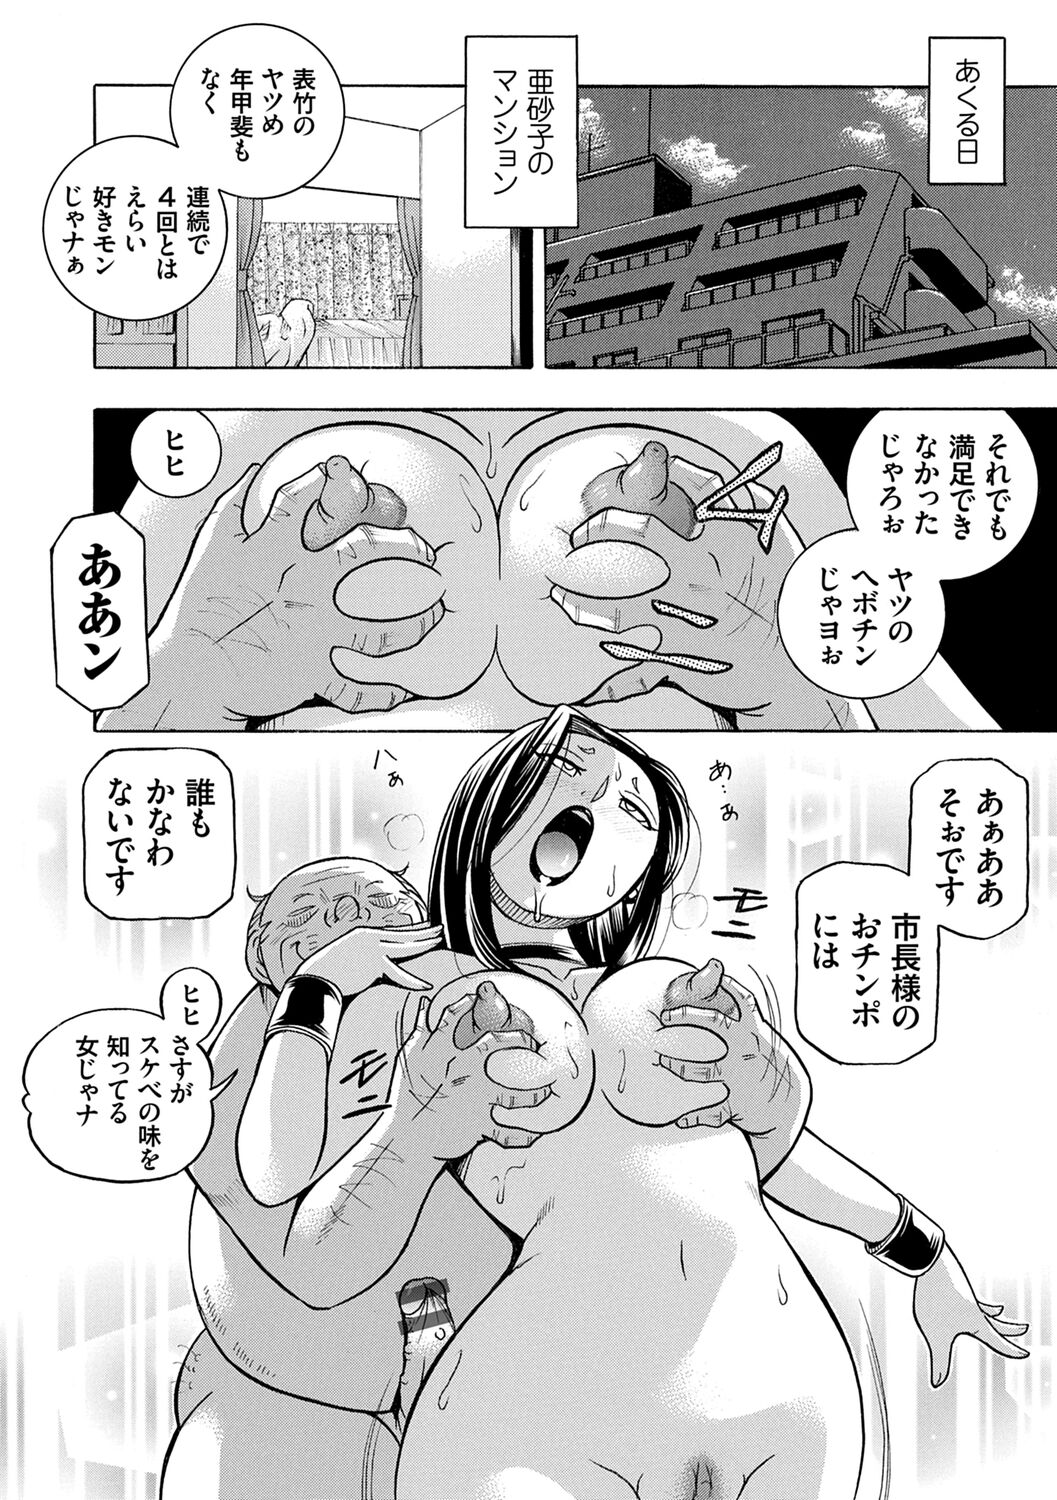 あくる日
亜砂子の
マンション
表竹の
ヤツめ
年甲斐も
なく
連続で
4回とは
えらい
好きモン
じゃナぁ
それでも
満足でき
なかった
じゃろぉ
ヤツの
ヘボチン
じゃヨぉ
ヒヒ
ああン
あぁああ
そぉです
市長様の
おチンポ
には
あ…ぁ
モニ
ハぁ
誰も
かなわ
ないです
モニ
ヒヒ
さすが
スケベの味を
知ってる
女じゃナ